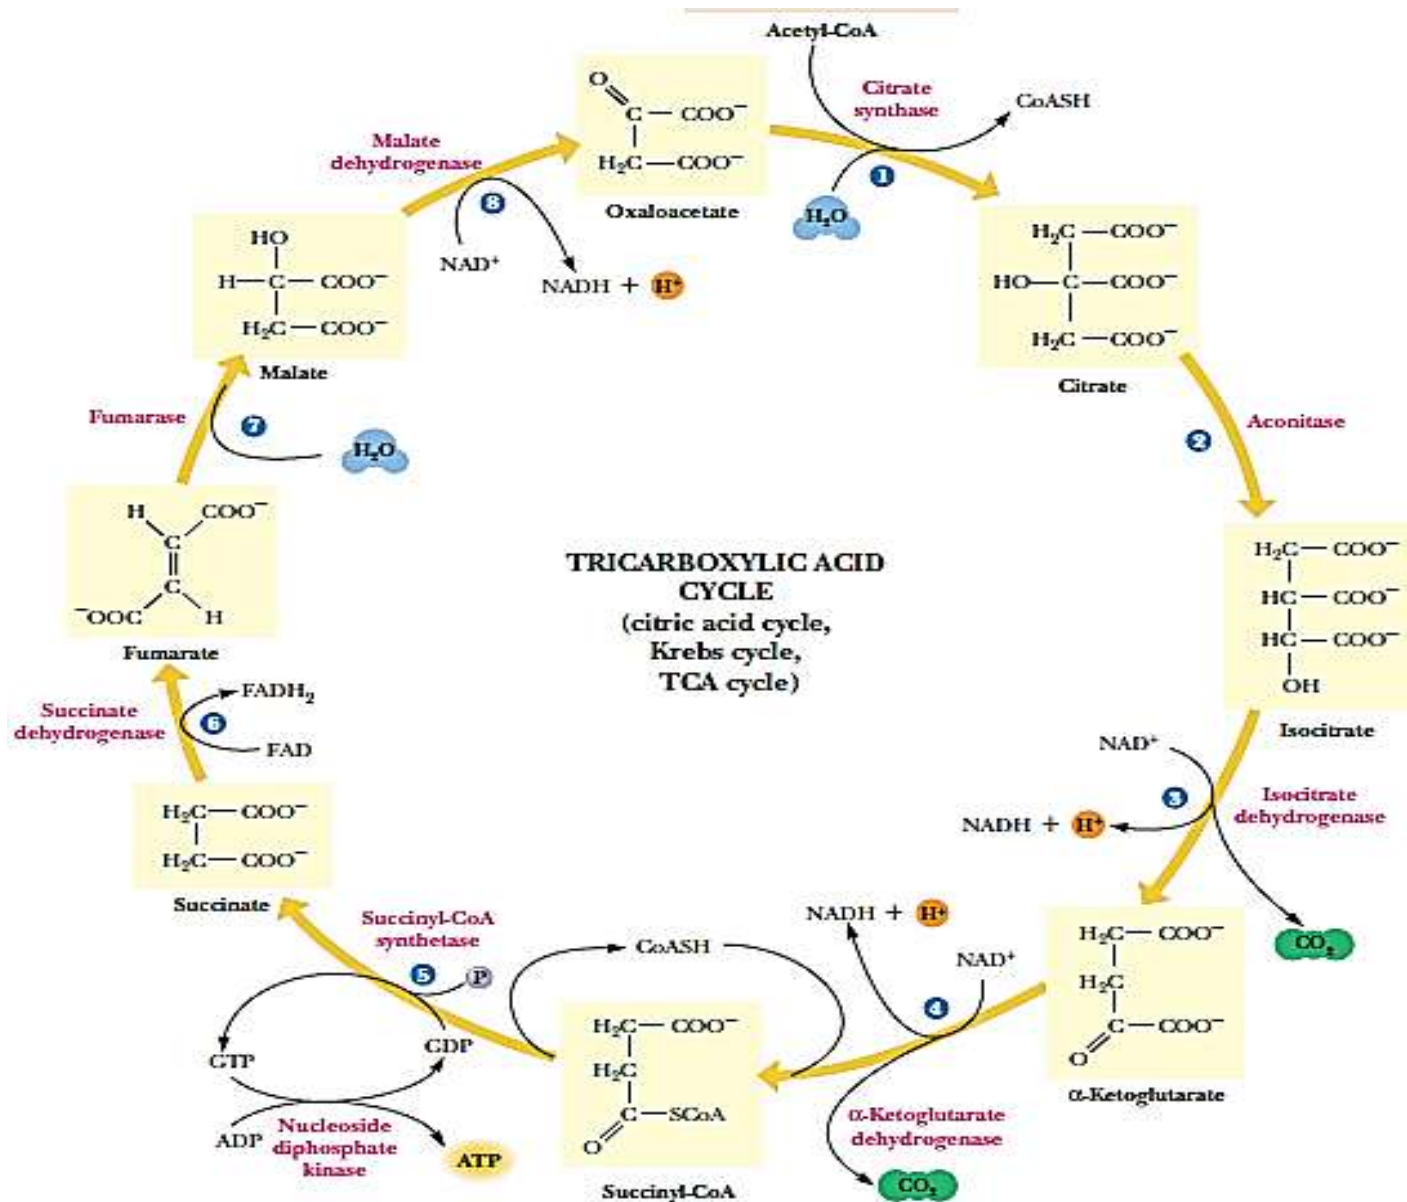 Acetyl-CoA
Citrate
synthase
CoASH
O
C — COO⁻
H₂C — COO⁻
Oxaloacetate
H₂O
1
Malate
dehydrogenase
8
NAD⁺
NADH + H⁺
HO
H—C — COO⁻
H₂C — COO⁻
Malate
H₂C — COO⁻
HO—C — COO⁻
H₂C — COO⁻
Citrate
2
Aconitase
Fumarase
7
H₂O
H COO⁻
C
C
⁻OOC H
Fumarate
TRICARBOXYLIC ACID
CYCLE
(citric acid cycle,
Krebs cycle,
TCA cycle)
H₂C — COO⁻
HC — COO⁻
HC — COO⁻
OH
Isocitrate
Succinate
dehydrogenase
6
FADH₂
FAD
NAD⁺
3
NADH + H⁺
Isocitrate
dehydrogenase
CO₂
H₂C — COO⁻
H₂C — COO⁻
Succinate
Succinyl-CoA
synthetase
5
P
CoASH
NADH + H⁺
NAD⁺
4
H₂C — COO⁻
H₂C
C — COO⁻
O
α-Ketoglutarate
GTP
GDP
ADP
Nucleoside
diphosphate
kinase
ATP
H₂C — COO⁻
H₂C
C — SCoA
O
Succinyl-CoA
α-Ketoglutarate
dehydrogenase
CO₂